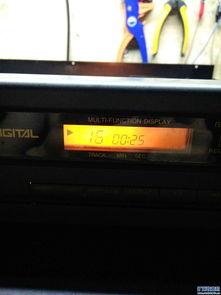 MULTI-FUNCTION DISPLAY
DIGITAL
15 00:25
TRACK MIN SEC